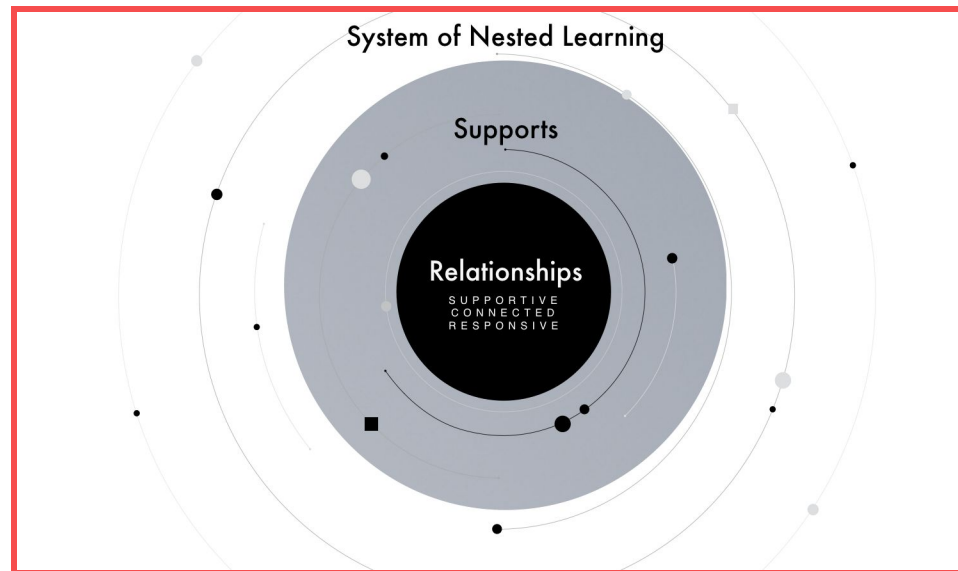 System of Nested Learning
Supports
Relationships
SUPPORTIVE
CONNECTED
RESPONSIVE